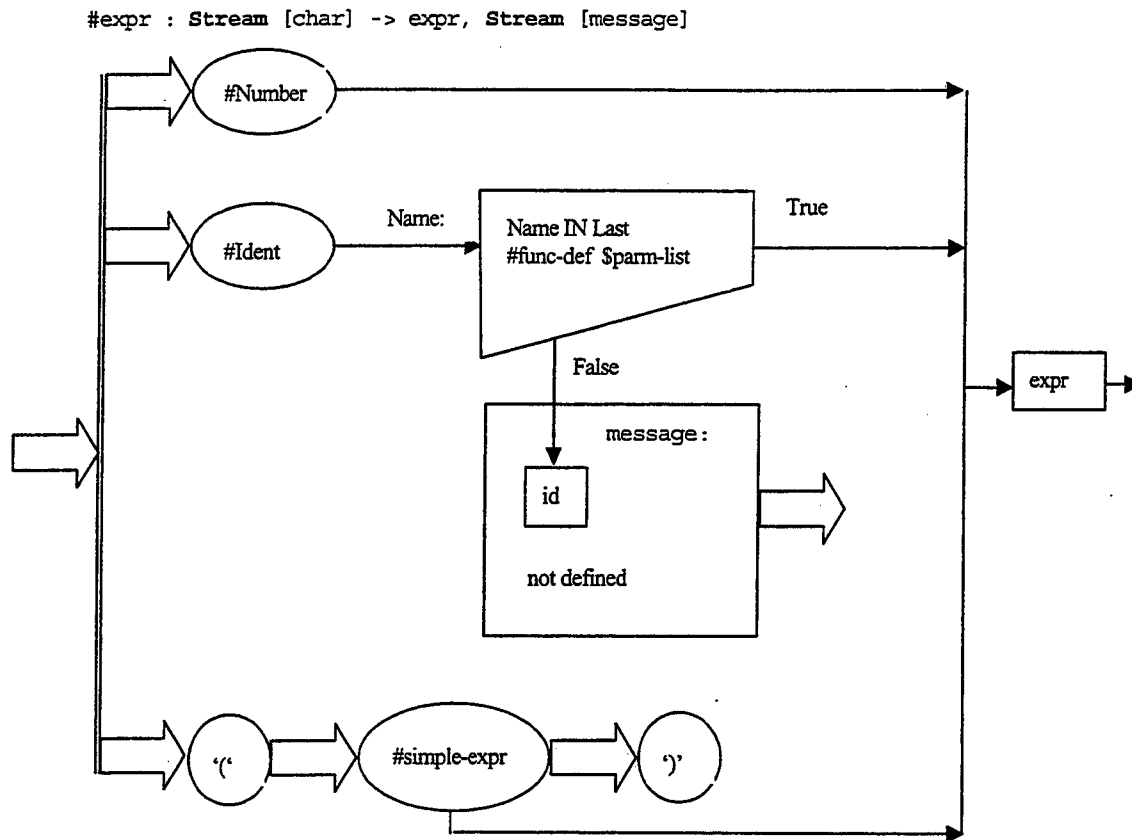 #expr : Stream [char] -> expr, Stream [message]
#Number
#Ident
Name:
Name IN Last
#func-def $parm-list
True
False
message:
id
not defined
expr
‘(‘
#simple-expr
‘)’